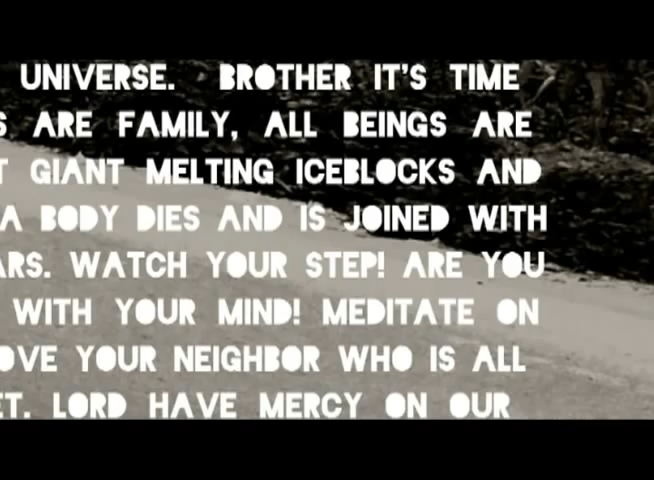 UNIVERSE. BROTHER IT'S TIME
ARE FAMILY, ALL BEINGS ARE
GIANT MELTING ICEBLOCKS AND
A BODY DIES AND IS JOINED WITH
WATCH YOUR STEP! ARE YOU
WITH YOUR MIND! MEDITATE ON
YOUR NEIGHBOR WHO IS ALL
LORD HAVE MERCY ON OUR